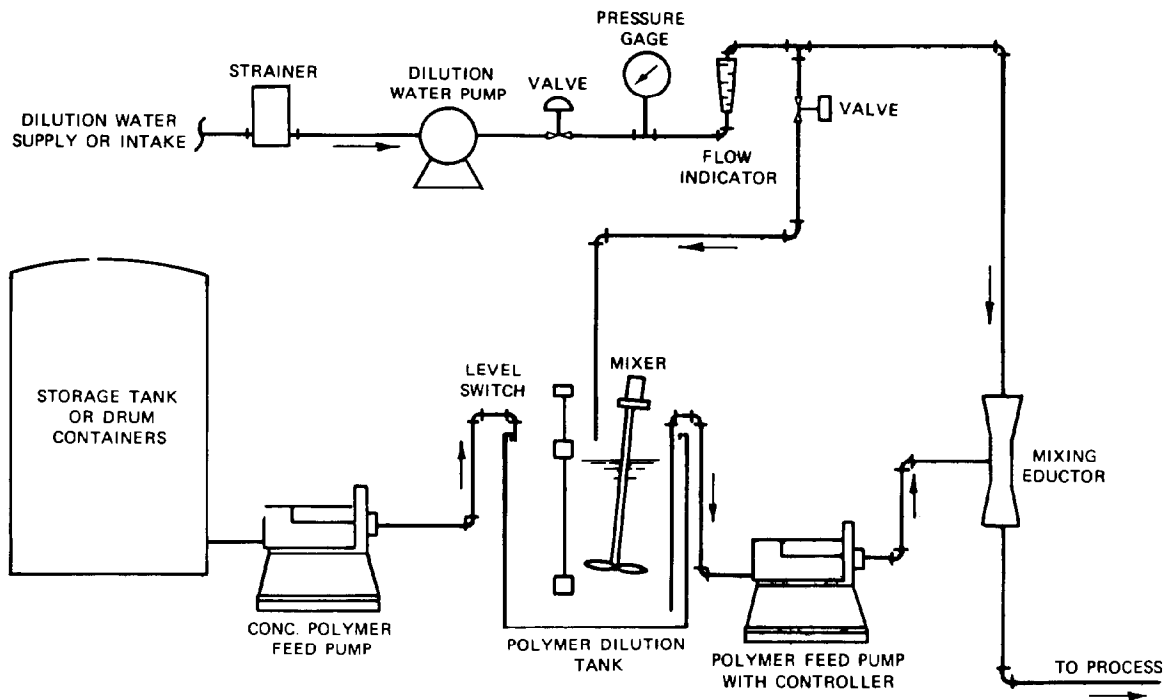 PRESSURE
GAGE
STRAINER
DILUTION
WATER PUMP
VALVE
VALVE
DILUTION WATER
SUPPLY OR INTAKE
FLOW
INDICATOR
LEVEL
SWITCH
MIXER
STORAGE TANK
OR DRUM
CONTAINERS
MIXING
EDUCTOR
CONC. POLYMER
FEED PUMP
POLYMER DILUTION
TANK
POLYMER FEED PUMP
WITH CONTROLLER
TO PROCESS